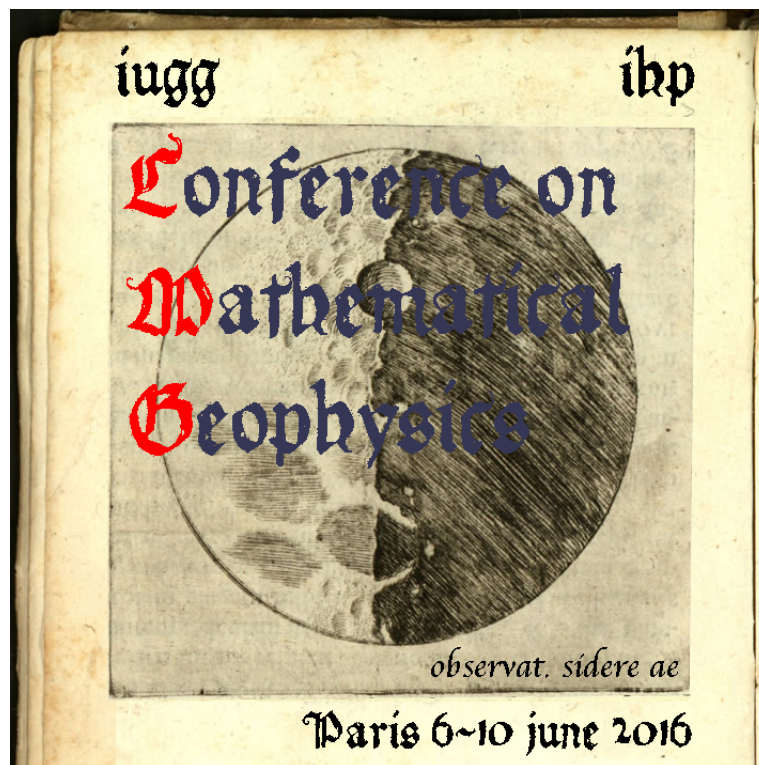 iugg ihp
Conference on
Mathematical
Geophysics
observat. sidere ae
Paris 6~10 june 2016